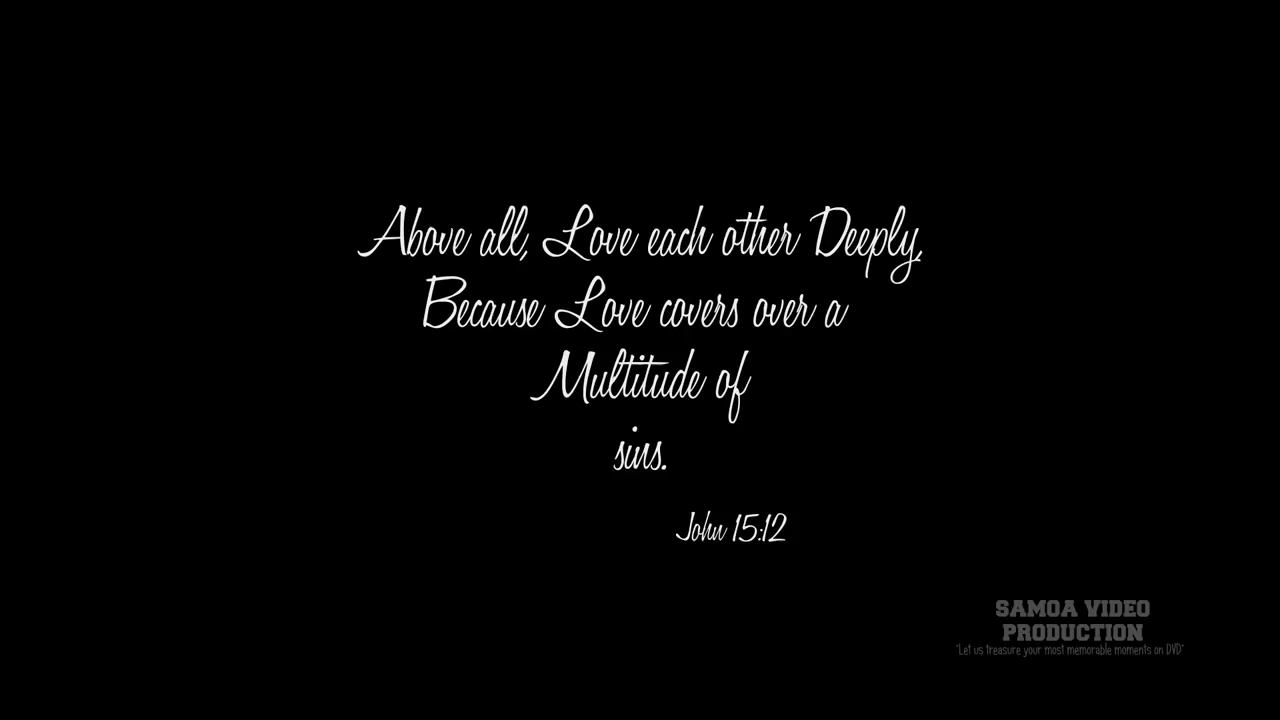 Above all, Love each other Deeply,
Because Love covers over a
Multitude of
sins.
John 15:12
SAMOA VIDEO
PRODUCTION
"Let us treasure your most memorable moments on DVD"